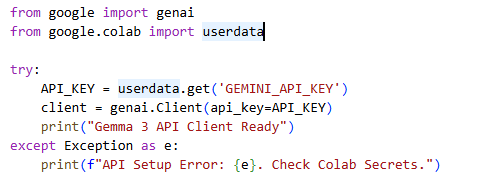 from google import genai
from google.colab import userdata
try:
API_KEY = userdata.get('GEMINI_API_KEY')
client = genai.Client(api_key=API_KEY)
print("Gemma 3 API Client Ready")
except Exception as e:
print(f"API Setup Error: {e}. Check Colab Secrets.")